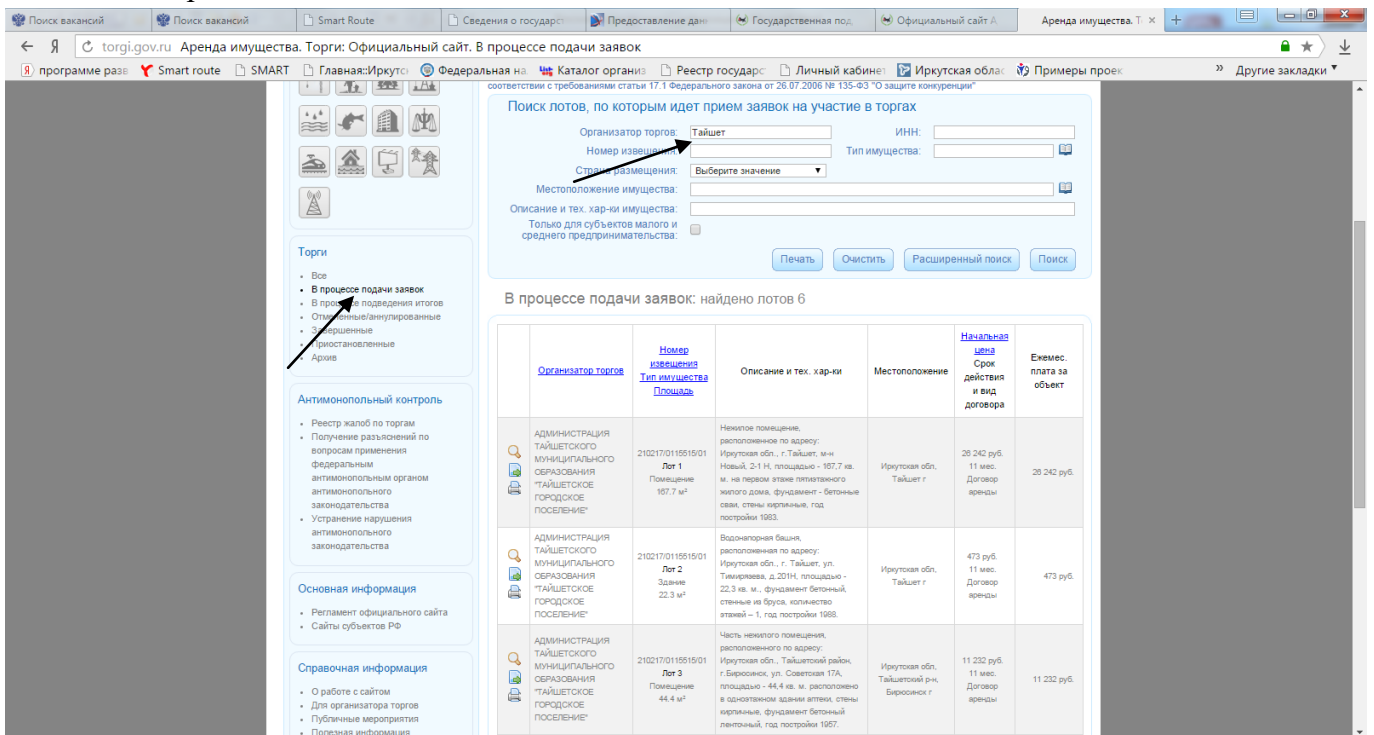 Поиск вакансий
Поиск вакансий
Smart Route
Сведения о государст
Предоставление дан
Государственная под
Официальный сайт А
Аренда имущества. Т
torgi.gov.ru Аренда имущества. Торги: Официальный сайт. В процессе подачи заявок
программе разв
Smart route
SMART
Главная::Иркутс
Федеральная на
Каталог организ
Реестр государс
Личный кабинет
Иркутская облас
Примеры проек
» Другие закладки
соответствии с требованиями статьи 17.1 Федерального закона от 26.07.2006 № 135-ФЗ "О защите конкуренции"
Поиск лотов, по которым идет прием заявок на участие в торгах
Организатор торгов: Тайшет ИНН:
Номер извещения: Тип имущества:
Страна размещения: Выберите значение
Местоположение имущества:
Описание и тех. хар-ки имущества:
Только для субъектов малого и
среднего предпринимательства:
Печать Очистить Расширенный поиск Поиск
Торги
Все
В процессе подачи заявок
В процессе подведения итогов
Отмененные/аннулированные
Завершенные
Приостановленные
Архив
Антимонопольный контроль
Реестр жалоб по торгам
Получение разъяснений по
вопросам применения
федеральным
антимонопольным органом
антимонопольного
законодательства
Устранение нарушения
антимонопольного
законодательства
Основная информация
Регламент официального сайта
Сайты субъектов РФ
Справочная информация
О работе с сайтом
Для организатора торгов
Публичные мероприятия
Полезная информация
В процессе подачи заявок: найдено лотов 6
Организатор торгов
Номер
извещения
Тип имущества
Площадь
Описание и тех. хар-ки
Местоположение
Начальная
цена
Срок
действия
и вид
договора
Ежемес.
плата за
объект
АДМИНИСТРАЦИЯ
ТАЙШЕТСКОГО
МУНИЦИПАЛЬНОГО
ОБРАЗОВАНИЯ
"ТАЙШЕТСКОЕ
ГОРОДСКОЕ
ПОСЕЛЕНИЕ"
210217/0115515/01
Лот 1
Помещение
167.7 м²
Нежилое помещение,
расположенное по адресу:
Иркутская обл., г.Тайшет, м-н
Новый, 2-1 Н, площадью - 167,7 кв.
м. на первом этаже пятиэтажного
жилого дома, фундамент - бетонные
сваи, стены кирпичные, год
постройки 1983.
Иркутская обл,
Тайшет г
26 242 руб.
11 мес.
Договор
аренды
26 242 руб.
АДМИНИСТРАЦИЯ
ТАЙШЕТСКОГО
МУНИЦИПАЛЬНОГО
ОБРАЗОВАНИЯ
"ТАЙШЕТСКОЕ
ГОРОДСКОЕ
ПОСЕЛЕНИЕ"
210217/0115515/01
Лот 2
Здание
22.3 м²
Водонапорная башня,
расположенная по адресу:
Иркутская обл., г. Тайшет, ул.
Тимирязева, д.201Н, площадью -
22,3 кв. м., фундамент бетонный,
стенные из бруса, количество
этажей – 1, год постройки 1988.
Иркутская обл,
Тайшет г
473 руб.
11 мес.
Договор
аренды
473 руб.
АДМИНИСТРАЦИЯ
ТАЙШЕТСКОГО
МУНИЦИПАЛЬНОГО
ОБРАЗОВАНИЯ
"ТАЙШЕТСКОЕ
ГОРОДСКОЕ
ПОСЕЛЕНИЕ"
210217/0115515/01
Лот 3
Помещение
44.4 м²
Часть нежилого помещения,
расположенного по адресу:
Иркутская обл., Тайшетский район,
г.Бирюсинск, ул. Советская 17А,
площадью - 44,4 кв. м. расположено
в одноэтажном здании аптеки, стены
кирпичные, фундамент бетонный
ленточный, год постройки 1957.
Иркутская обл,
Тайшетский р-н,
Бирюсинск г
11 232 руб.
11 мес.
Договор
аренды
11 232 руб.